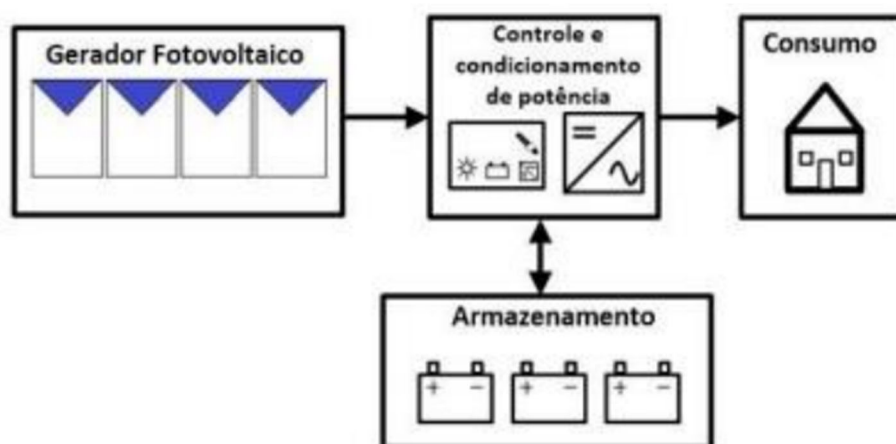 Gerador Fotovoltaico
Controle e
condicionamento
de potência
Consumo
Armazenamento
+ − + − + −